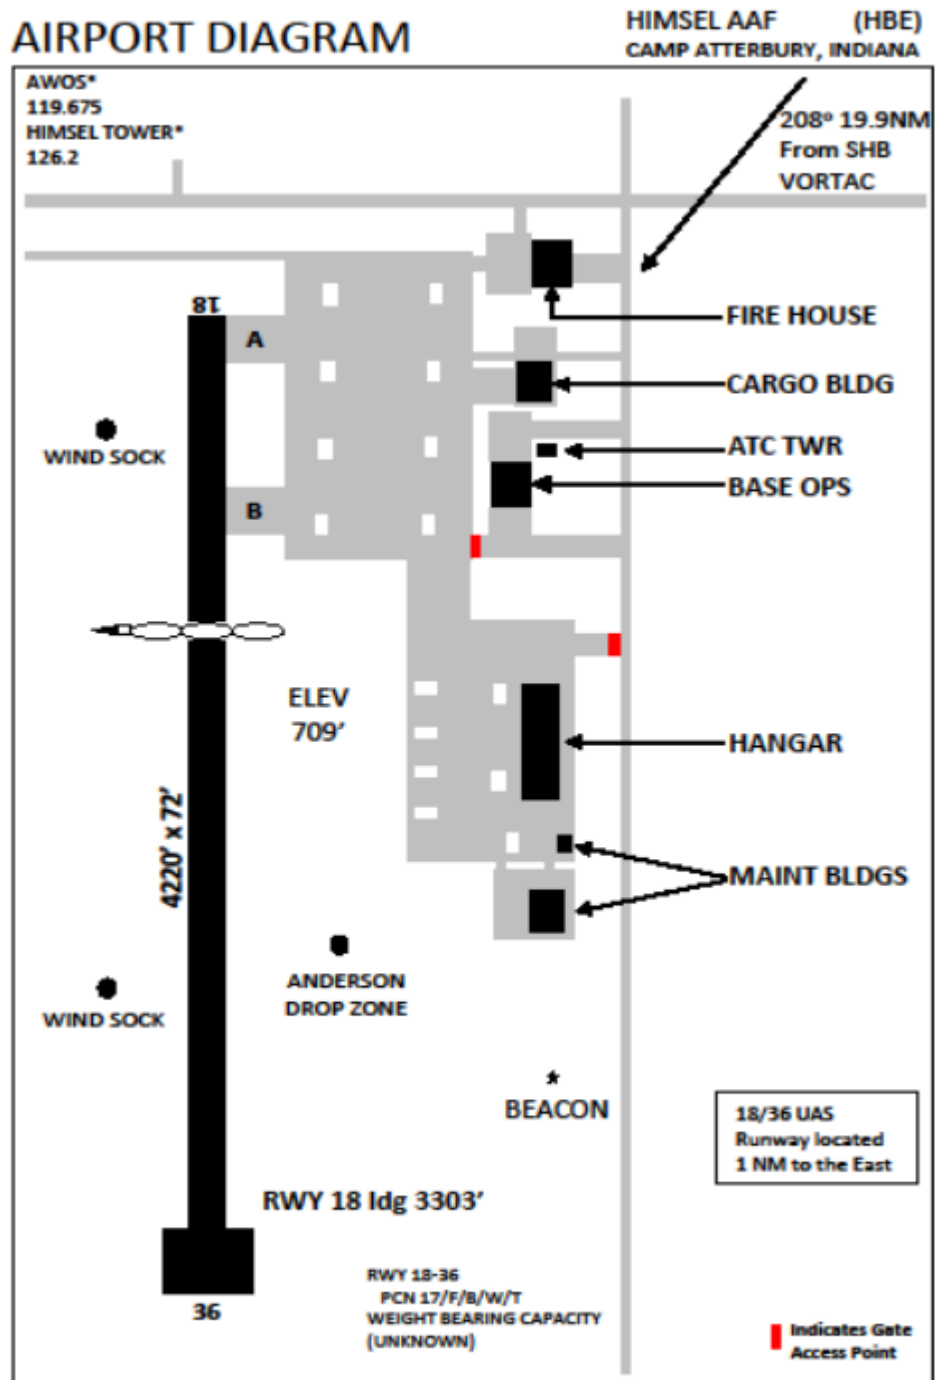 AIRPORT DIAGRAM
HIMSEL AAF (HBE)
CAMP ATTERBURY, INDIANA
AWOS*
119.675
HIMSEL TOWER*
126.2
208° 19.9NM
From SHB
VORTAC
18
A
FIRE HOUSE
CARGO BLDG
WIND SOCK
ATC TWR
BASE OPS
B
ELEV
709'
HANGAR
4220' x 72'
MAINT BLDGS
ANDERSON
DROP ZONE
WIND SOCK
BEACON
18/36 UAS
Runway located
1 NM to the East
RWY 18 ldg 3303'
RWY 18-36
PCN 17/F/B/W/T
WEIGHT BEARING CAPACITY
(UNKNOWN)
36
Indicates Gate
Access Point